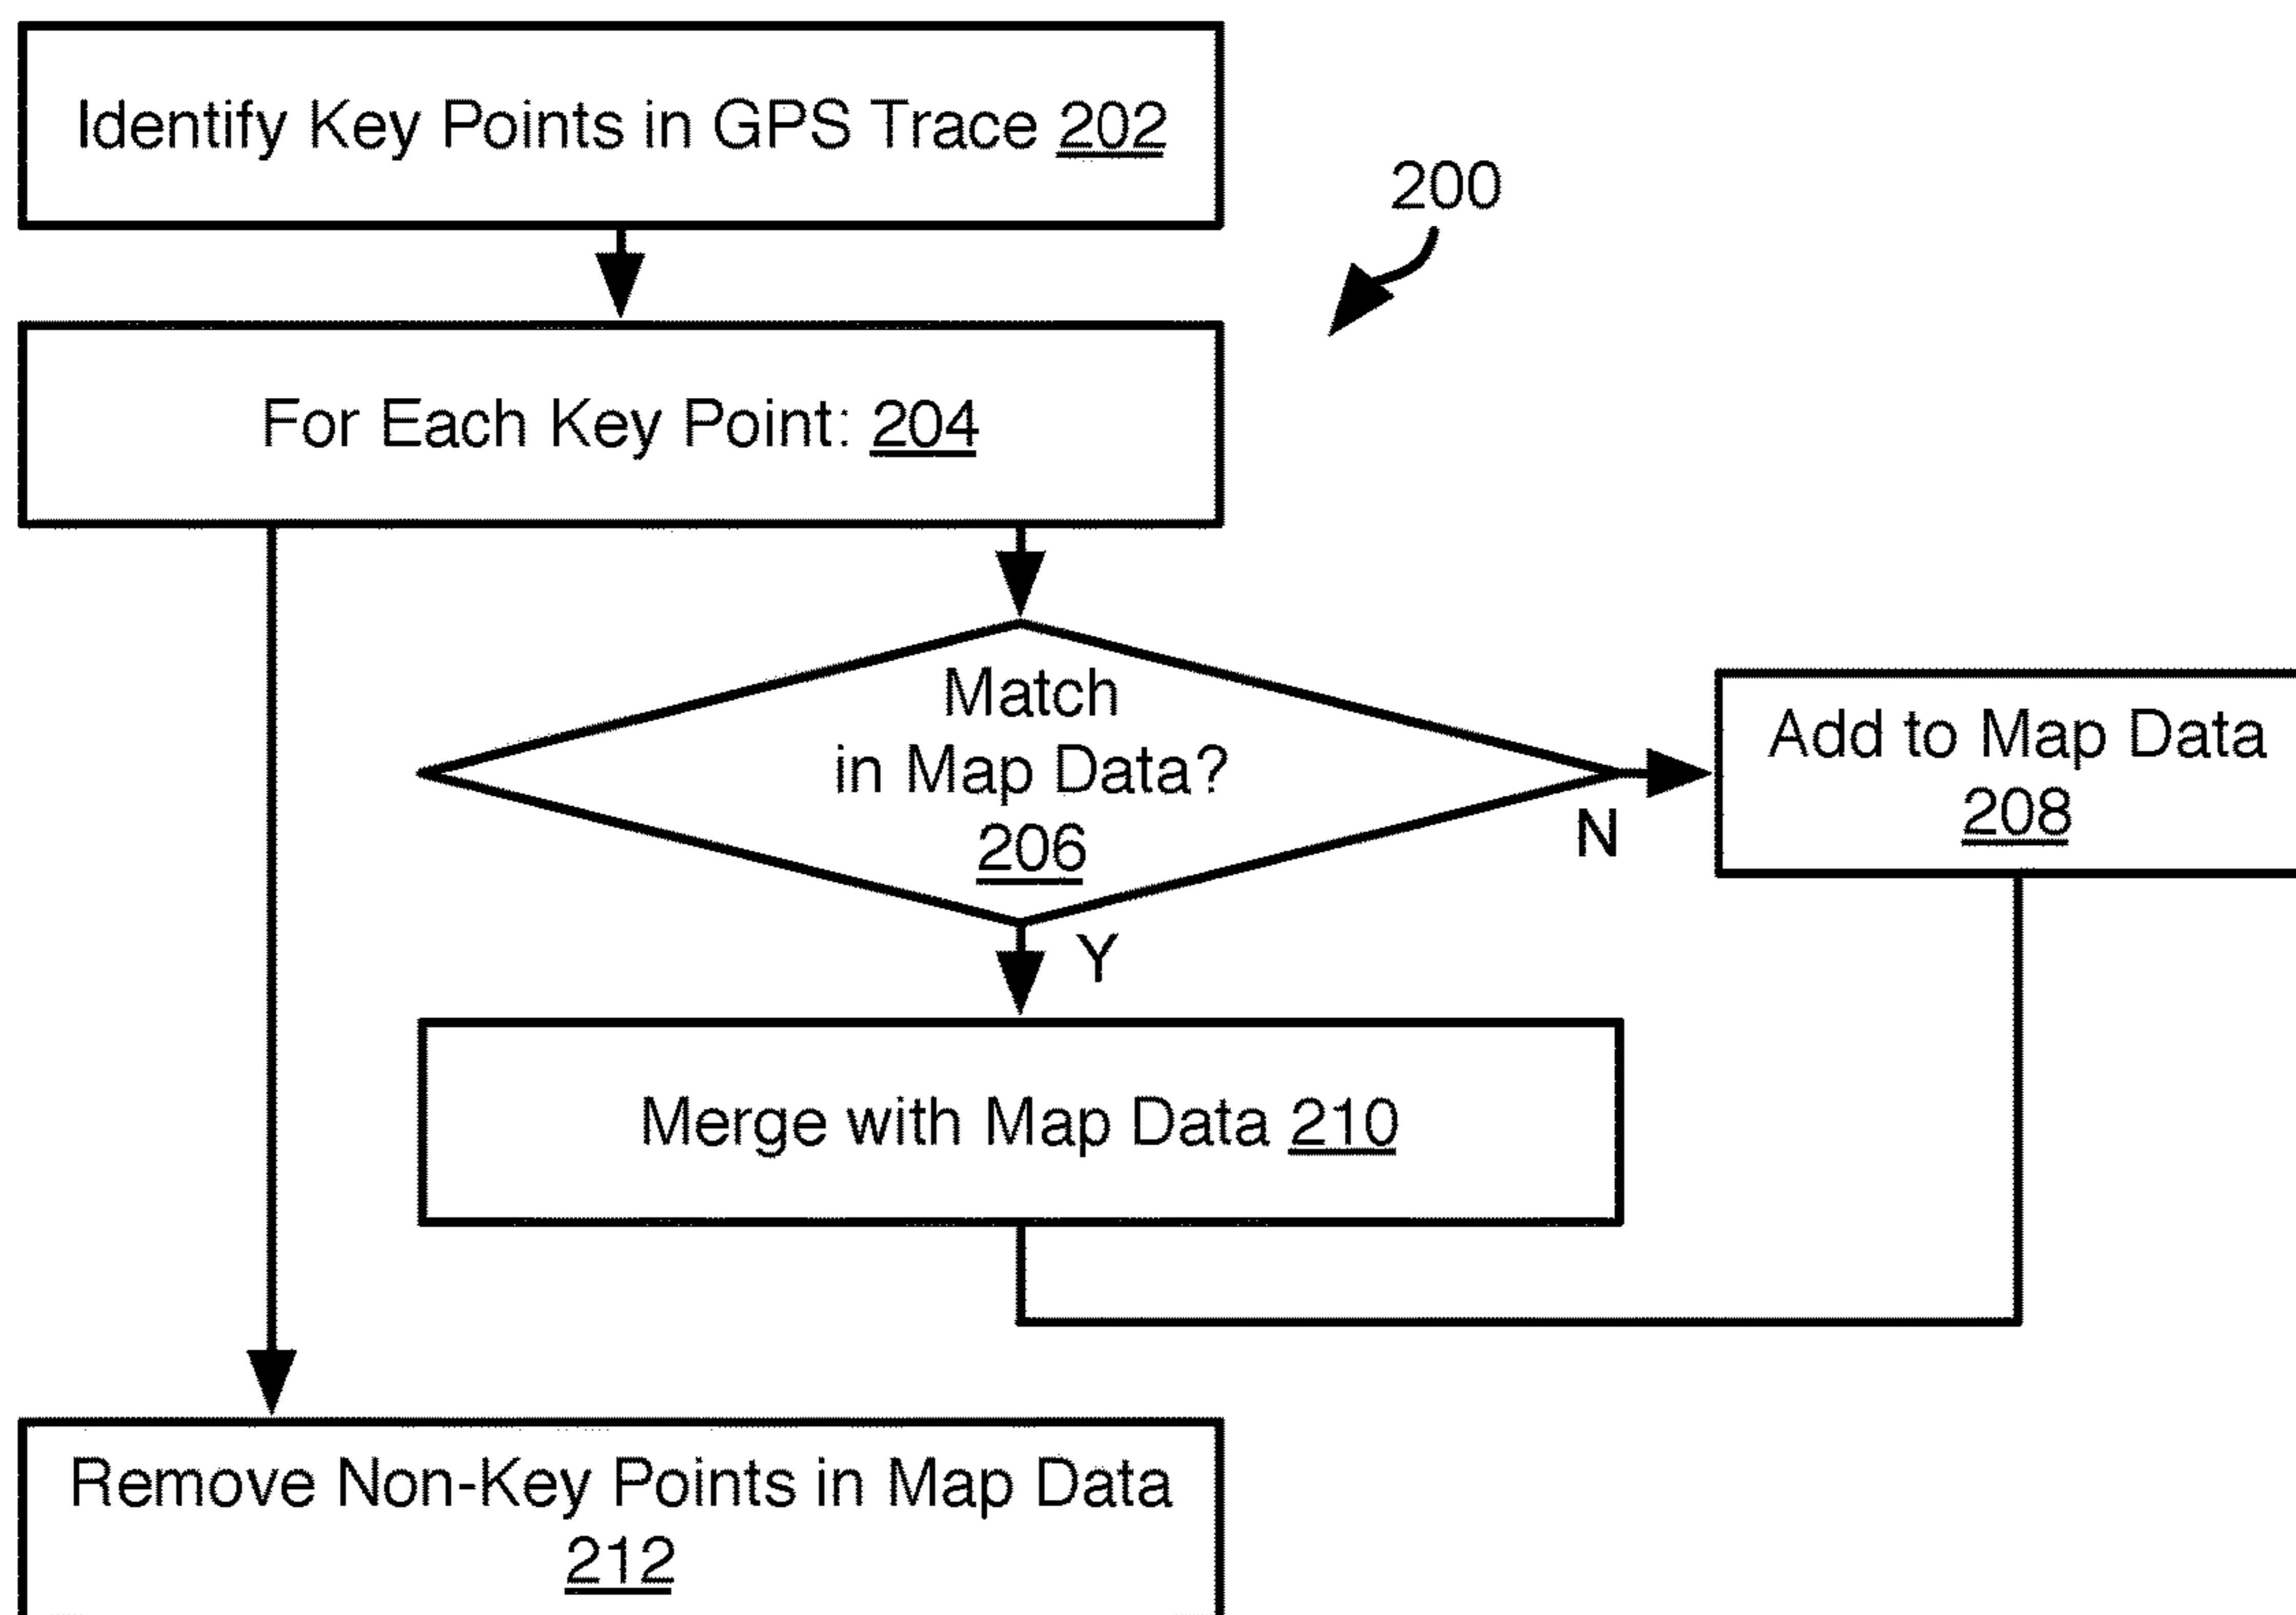 Identify Key Points in GPS Trace 202
200
For Each Key Point: 204
Match
in Map Data?
206
N
Add to Map Data
208
Y
Merge with Map Data 210
Remove Non-Key Points in Map Data
212